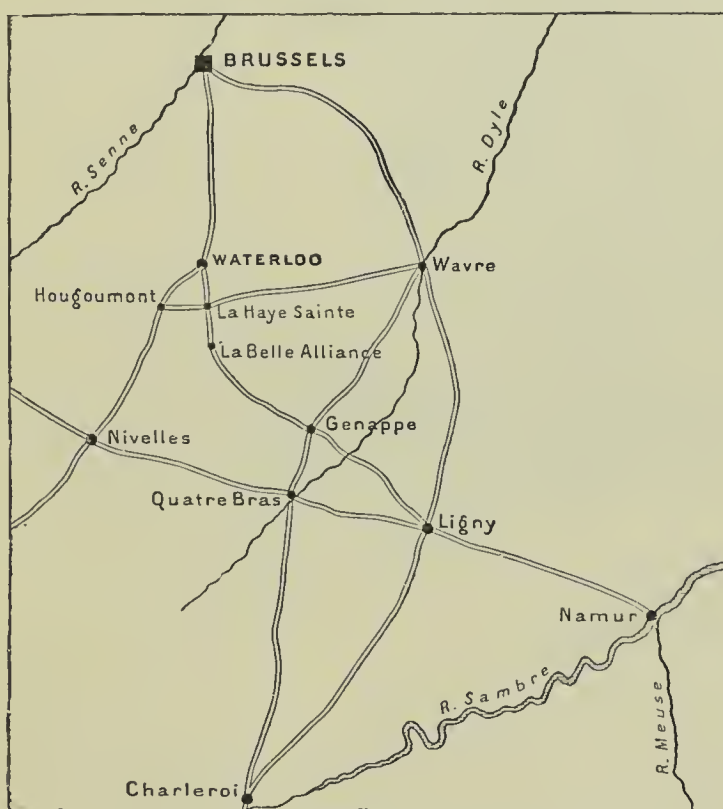 BRUSSELS
R. Senne
R. Dyle
WATERLOO
Wavre
Hougoumont
La Haye Sainte
La Belle Alliance
Genappe
Nivelles
Quatre Bras
Ligny
Namur
R. Sambre
R. Meuse
Charleroi